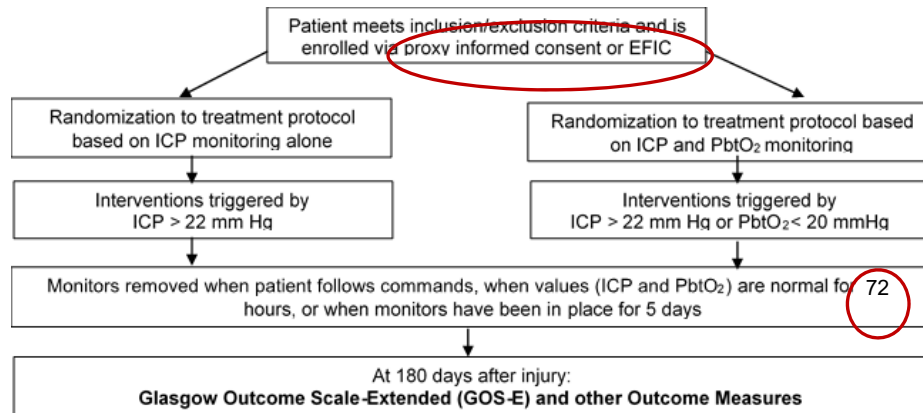 Patient meets inclusion/exclusion criteria and is
enrolled via proxy informed consent or EFIC
Randomization to treatment protocol
based on ICP monitoring alone
Randomization to treatment protocol based
on ICP and PbtO₂ monitoring
Interventions triggered by
ICP > 22 mm Hg
Interventions triggered by
ICP > 22 mm Hg or PbtO₂ < 20 mmHg
Monitors removed when patient follows commands, when values (ICP and PbtO₂) are normal for 72
hours, or when monitors have been in place for 5 days
At 180 days after injury:
Glasgow Outcome Scale-Extended (GOS-E) and other Outcome Measures